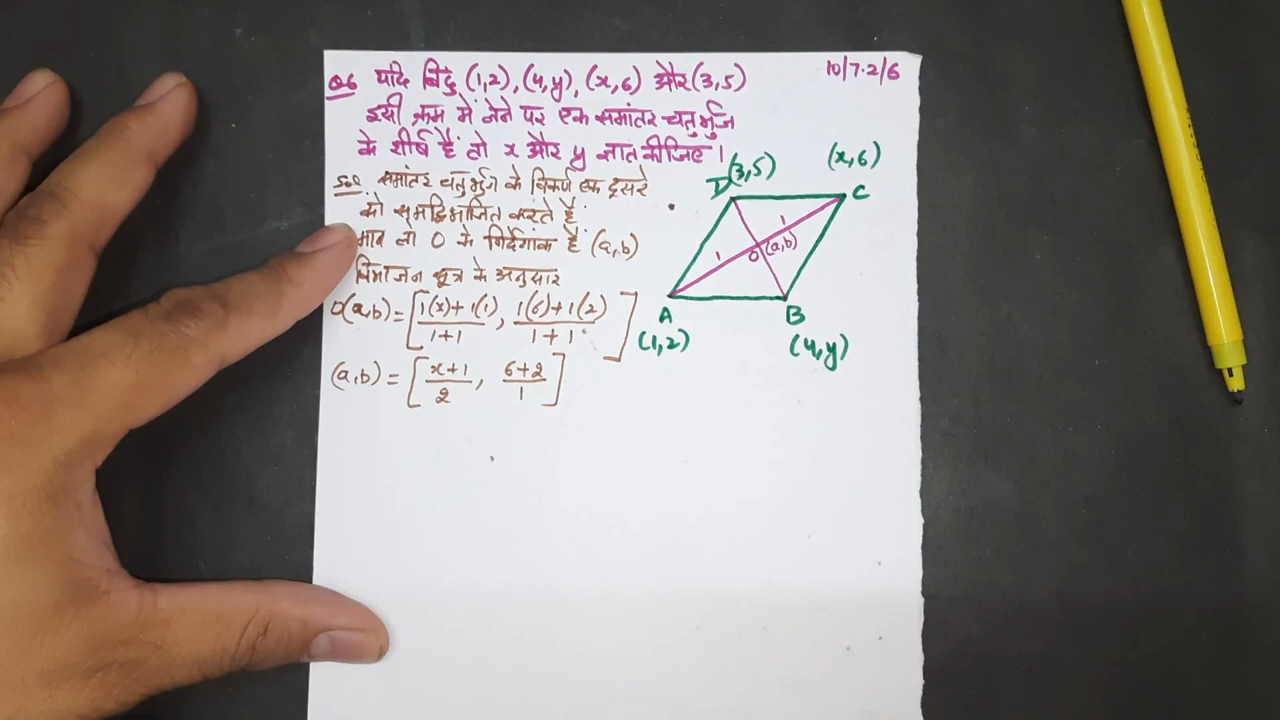 Q6 यदि बिंदु (1,2), (4,y), (x,6) और (3,5)
इसी क्रम में लेने पर एक समांतर चतुर्भुज
के शीर्ष हैं तो x और y ज्ञात कीजिए।
10/7.2/6
Sol समांतर चतुर्भुज के विकर्ण एक दूसरे
को समद्विभाजित करते हैं
मान लो O के निर्देशांक हैं (a,b)
विभाजन सूत्र के अनुसार
O(a,b) = [1(x)+1(1)/1+1, 1(6)+1(2)/1+1]
(a,b) = [x+1/2, 6+2/1]
D(3,5)
(x,6)
C
1
1
O (a,b)
A
(1,2)
B
(4,y)